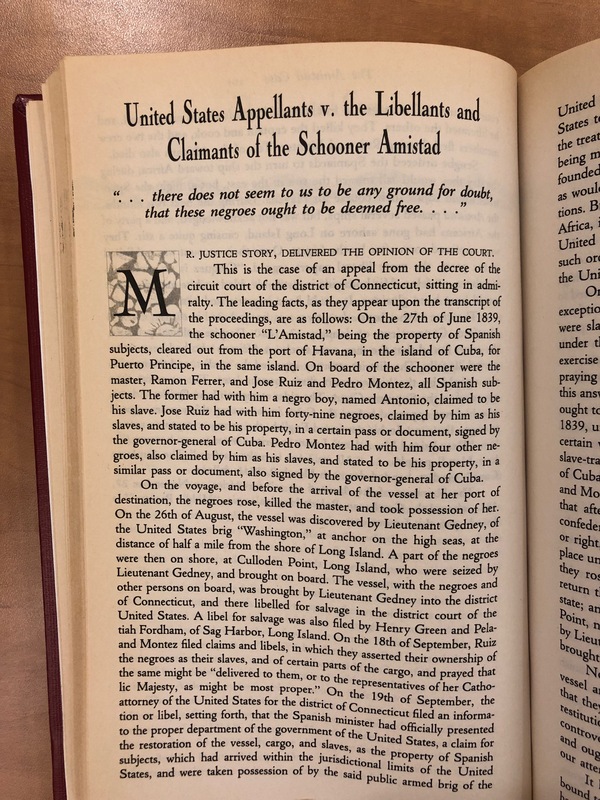 United States Appellants v. the Libellants and
Claimants of the Schooner Amistad
“. . . there does not seem to us to be any ground for doubt,
that these negroes ought to be deemed free. . . .”
MR. JUSTICE STORY, DELIVERED THE OPINION OF THE COURT.
This is the case of an appeal from the decree of the
circuit court of the district of Connecticut, sitting in admi-
ralty. The leading facts, as they appear upon the transcript of
the proceedings, are as follows: On the 27th of June 1839,
the schooner “L’Amistad,” being the property of Spanish
subjects, cleared out from the port of Havana, in the island of Cuba, for
Puerto Principe, in the same island. On board of the schooner were the
master, Ramon Ferrer, and Jose Ruiz and Pedro Montez, all Spanish sub-
jects. The former had with him a negro boy, named Antonio, claimed to be
his slave. Jose Ruiz had with him forty-nine negroes, claimed by him as his
slaves, and stated to be his property, in a certain pass or document, signed by
the governor-general of Cuba. Pedro Montez had with him four other ne-
groes, also claimed by him as his slaves, and stated to be his property, in a
similar pass or document, also signed by the governor-general of Cuba.
On the voyage, and before the arrival of the vessel at her port of
destination, the negroes rose, killed the master, and took possession of her.
On the 26th of August, the vessel was discovered by Lieutenant Gedney, of
the United States brig “Washington,” at anchor on the high seas, at the
distance of half a mile from the shore of Long Island. A part of the negroes
were then on shore, at Culloden Point, Long Island, who were seized by
Lieutenant Gedney, and brought on board. The vessel, with the negroes and
other persons on board, was brought by Lieutenant Gedney into the district
of Connecticut, and there libelled for salvage in the district court of the
United States. A libel for salvage was also filed by Henry Green and Pela-
tiah Fordham, of Sag Harbor, Long Island. On the 18th of September, Ruiz
and Montez filed claims and libels, in which they asserted their ownership of
the negroes as their slaves, and of certain parts of the cargo, and prayed that
the same might be “delivered to them, or to the representatives of her Catho-
lic Majesty, as might be most proper.” On the 19th of September, the
attorney of the United States for the district of Connecticut filed an informa-
tion or libel, setting forth, that the Spanish minister had officially presented
to the proper department of the government of the United States, a claim for
the restoration of the vessel, cargo, and slaves, as the property of Spanish
subjects, which had arrived within the jurisdictional limits of the United
States, and were taken possession of by the said public armed brig of the
United
States to
the treat
being m
founded
as woul
tions. B
Africa, i
United
such or
the Uni
On
exceptio
were sla
under th
exercise
praying
this ans
ought to
1839, u
certain
slave-tra
of Cuba
and Mo
that afte
confeder
or right
place un
they ros
return t
state; an
Point, n
by Lieut
brought
Ne
vessel a
that they
restituti
controve
and oug
our atte
It
bound